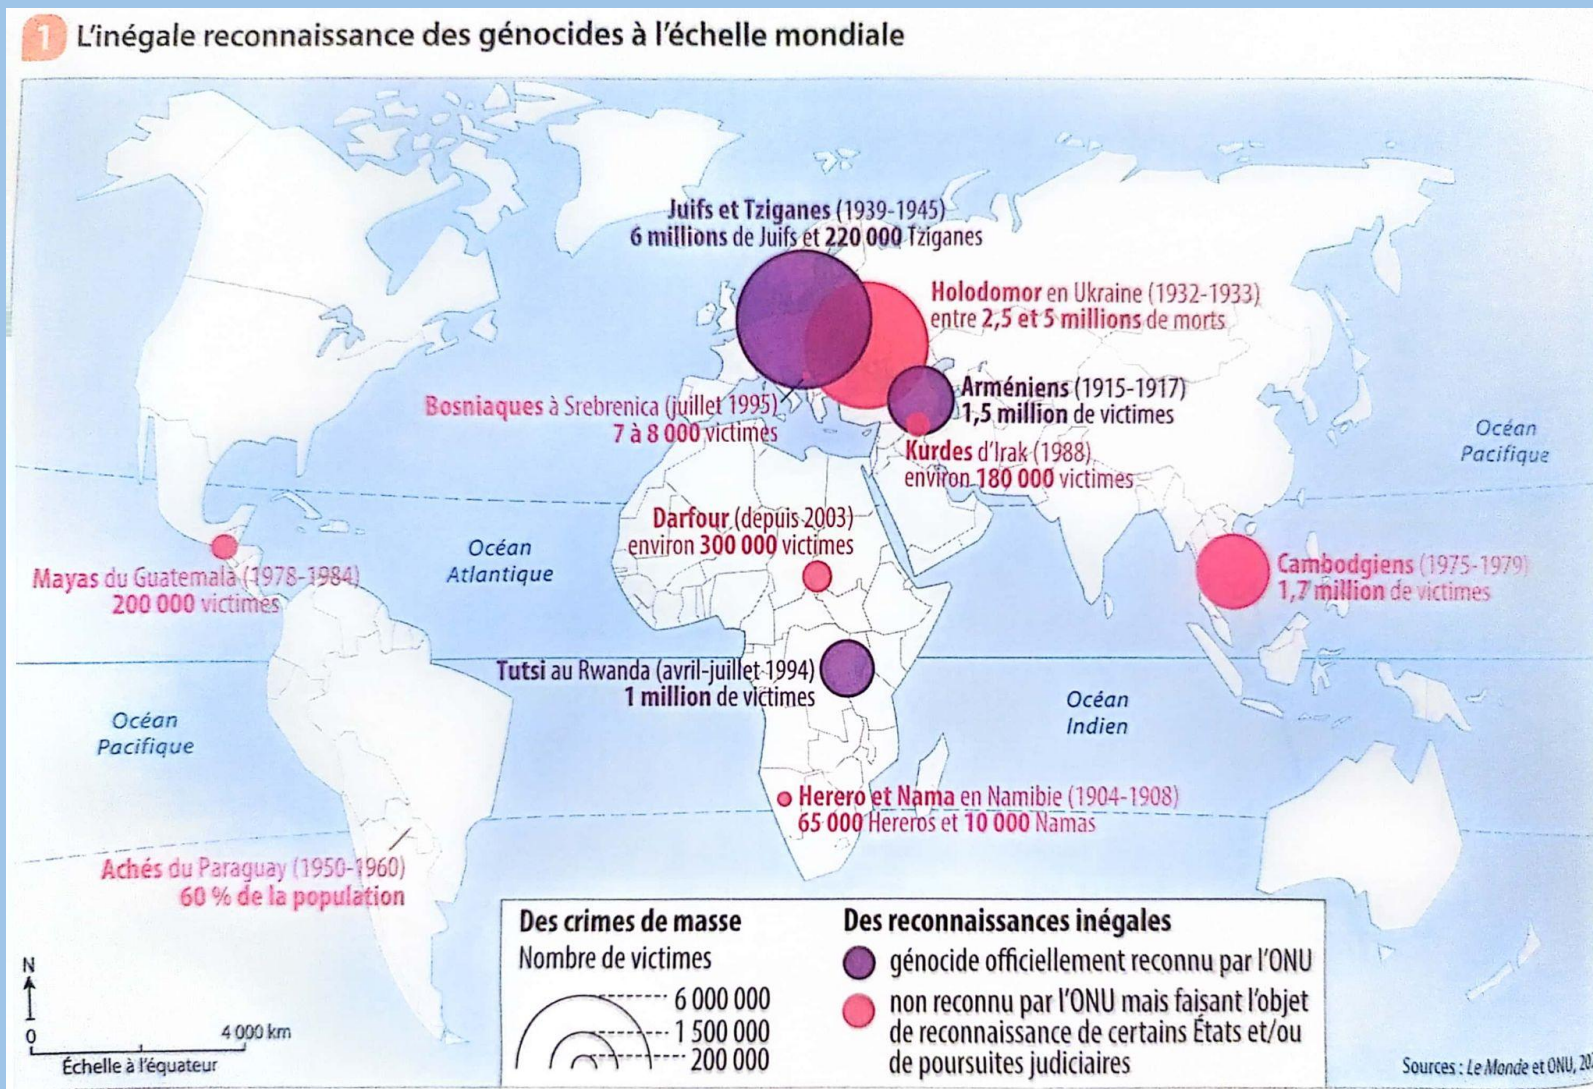 1 L'inégale reconnaissance des génocides à l'échelle mondiale
Juifs et Tziganes (1939-1945)
6 millions de Juifs et 220 000 Tziganes
Holodomor en Ukraine (1932-1933)
entre 2,5 et 5 millions de morts
Arméniens (1915-1917)
1,5 million de victimes
Bosniaques à Srebrenica (juillet 1995)
7 à 8 000 victimes
Kurdes d'Irak (1988)
environ 180 000 victimes
Océan
Pacifique
Darfour (depuis 2003)
environ 300 000 victimes
Océan
Atlantique
Mayas du Guatemala (1978-1984)
200 000 victimes
Cambodgiens (1975-1979)
1,7 million de victimes
Tutsi au Rwanda (avril-juillet 1994)
1 million de victimes
Océan
Indien
Océan
Pacifique
Herero et Nama en Namibie (1904-1908)
65 000 Hereros et 10 000 Namas
Achés du Paraguay (1950-1960)
60 % de la population
N
0
4 000 km
Échelle à l'équateur
Des crimes de masse
Nombre de victimes
6 000 000
1 500 000
200 000
Des reconnaissances inégales
génocide officiellement reconnu par l'ONU
non reconnu par l'ONU mais faisant l'objet
de reconnaissance de certains États et/ou
de poursuites judiciaires
Sources : Le Monde et ONU,